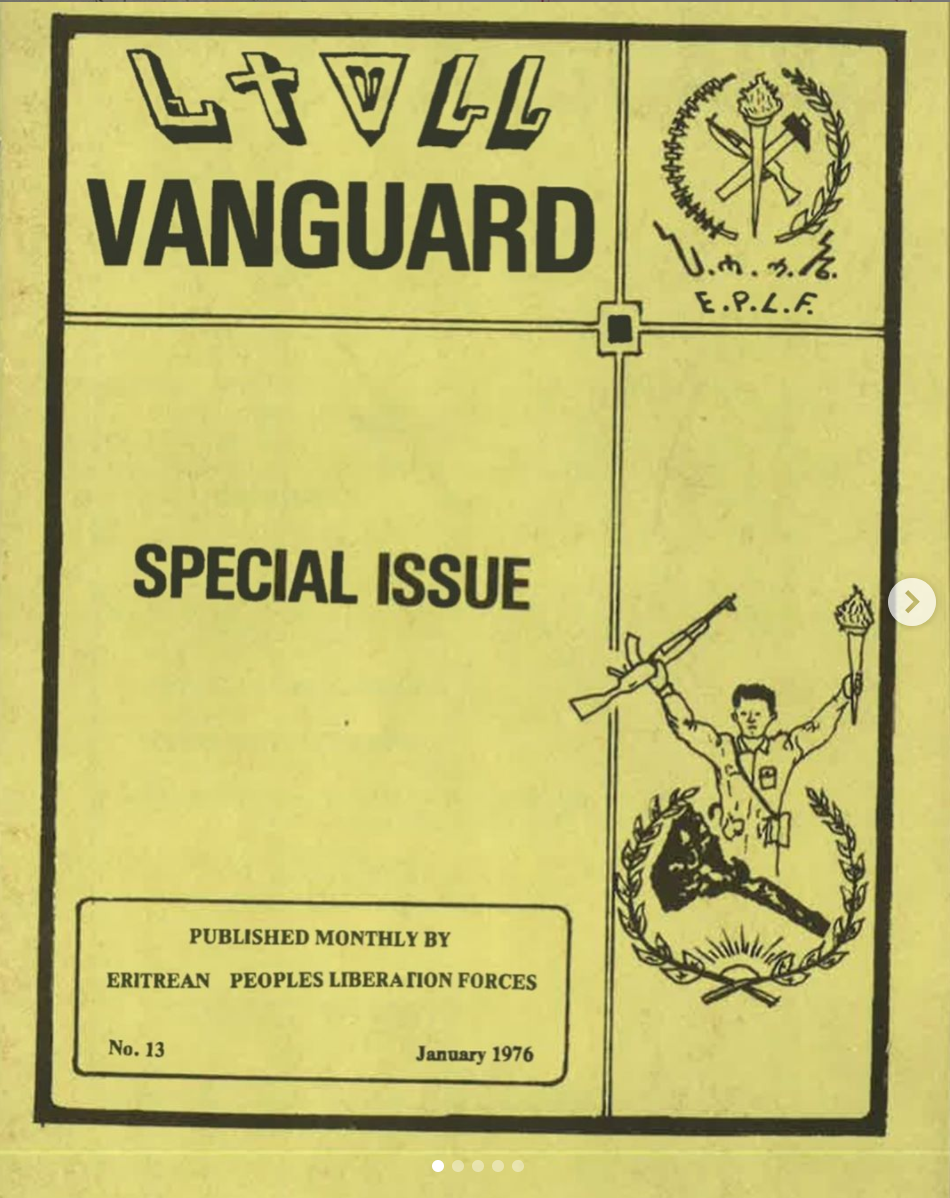 VANGUARD
ህ.ሓ.ሓ.ኤ.
E.P.L.F.
SPECIAL ISSUE
PUBLISHED MONTHLY BY
ERITREAN PEOPLES LIBERATION FORCES
No. 13 January 1976